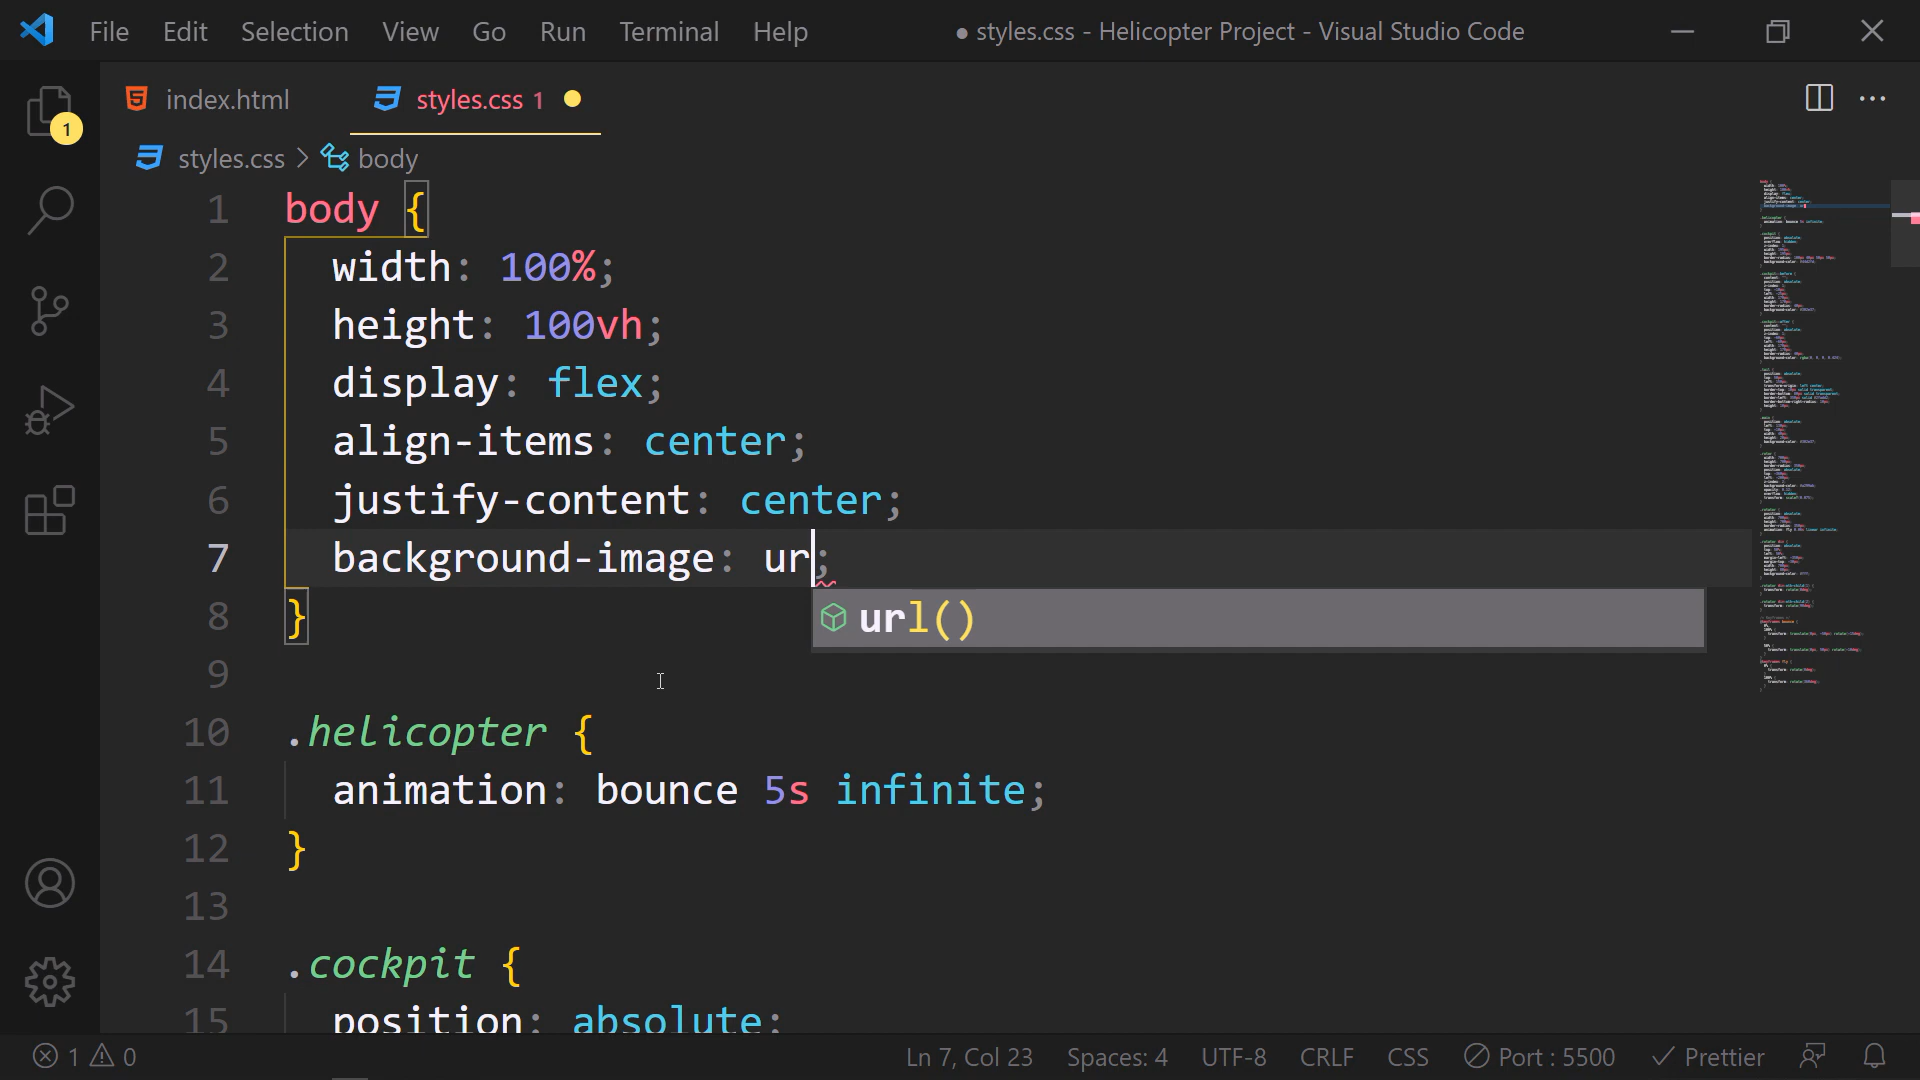 File Edit Selection View Go Run Terminal Help ● styles.css - Helicopter Project - Visual Studio Code
index.html styles.css 1
1
styles.css > body
1 body {
2 width: 100%;
3 height: 100vh;
4 display: flex;
5 align-items: center;
6 justify-content: center;
7 background-image: ur;
8 }
url()
9
10 .helicopter {
11 animation: bounce 5s infinite;
12 }
13
14 .cockpit {
15 position: absolute;
1 0 Ln 7, Col 23 Spaces: 4 UTF-8 CRLF CSS Port : 5500 Prettier